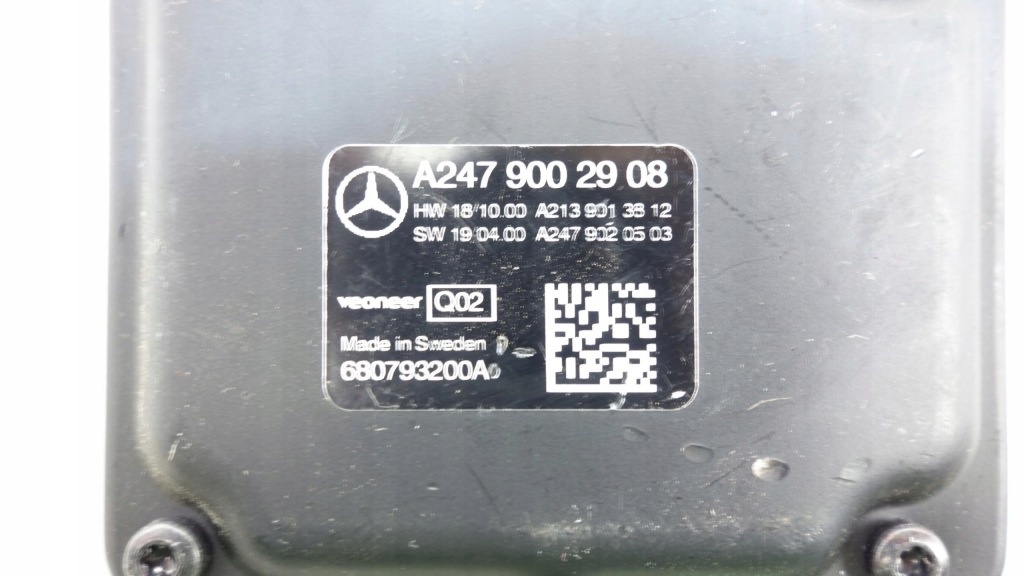 A247 900 29 08
HW 18/10.00 A213 901 38 12
SW 19/04.00 A247 902 05 03
veoneer Q02
Made in Sweden
680793200A